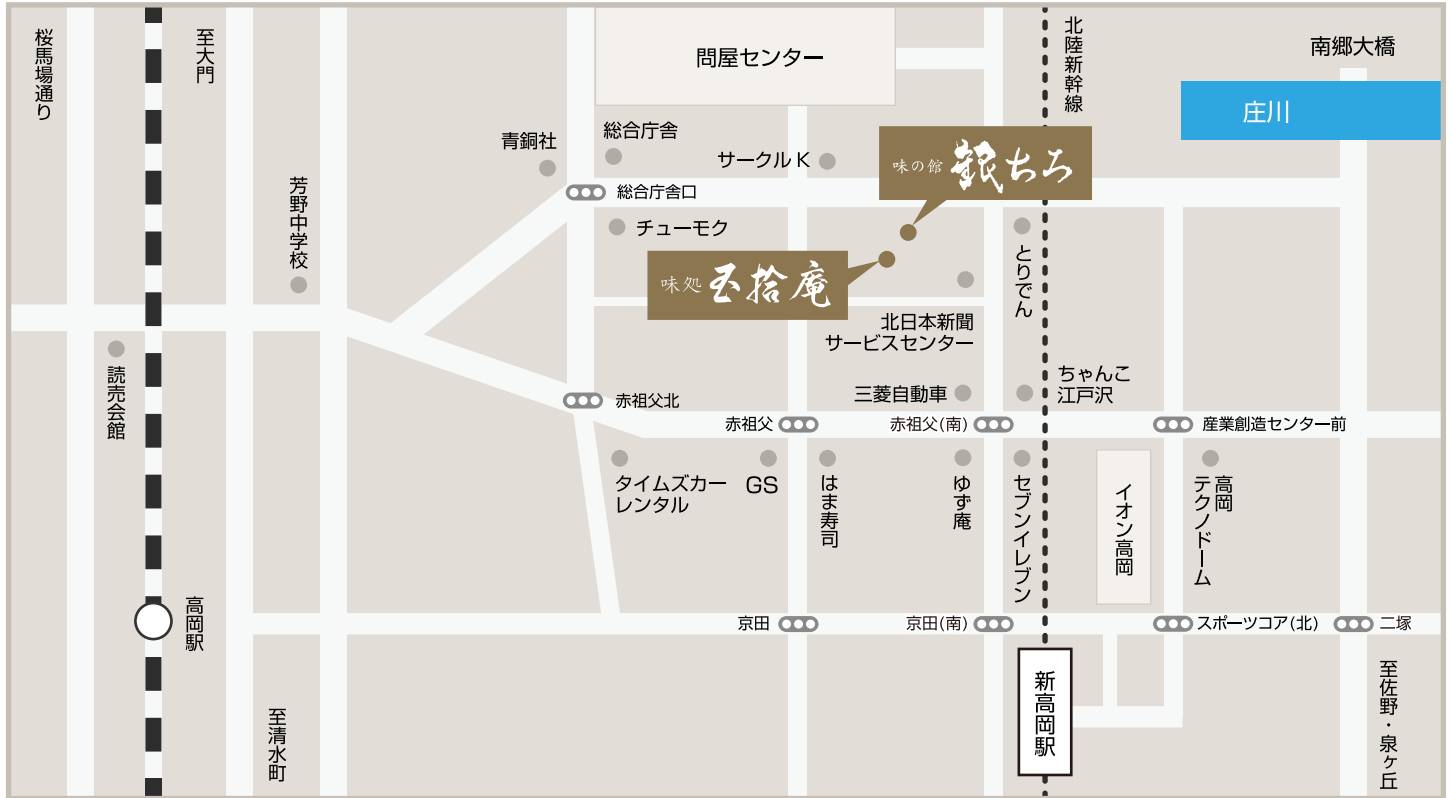 桜馬場通り
至大門
問屋センター
北陸新幹線
南郷大橋
庄川
青銅社
総合庁舎
サークルK
味の館 銀ちろ
総合庁舎口
芳野中学校
チューモク
とりでん
味処 五拾庵
北日本新聞
サービスセンター
読売会館
三菱自動車
ちゃんこ
江戸沢
赤祖父北
赤祖父
赤祖父(南)
産業創造センター前
タイムズカー
レンタル
GS
はま寿司
ゆず庵
セブンイレブン
イオン高岡
高岡
テクノドーム
高岡駅
京田
京田(南)
スポーツコア(北)
二塚
新高岡駅
至清水町
至佐野・泉ヶ丘